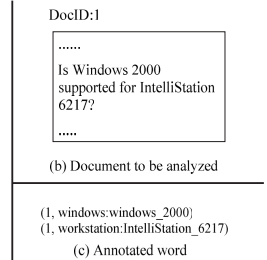 DocID:1
......
Is Windows 2000
supported for IntelliStation
6217?
.....
(b) Document to be analyzed
(1, windows:windows_2000)
(1, workstation:IntelliStation_6217)
(c) Annotated word